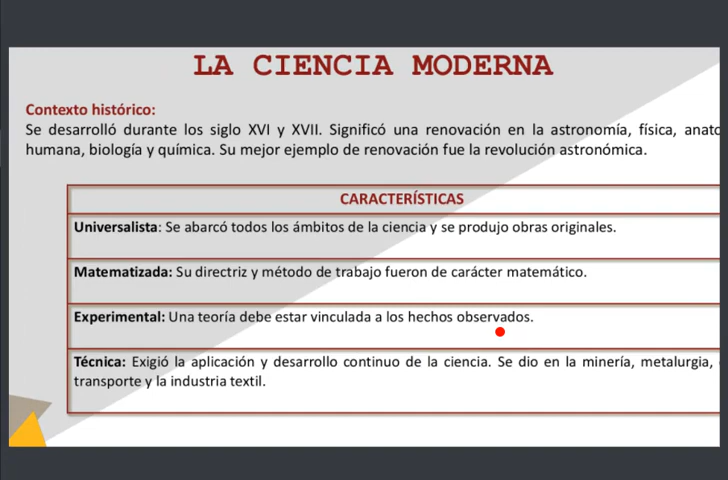 LA CIENCIA MODERNA
Contexto histórico:
Se desarrolló durante los siglo XVI y XVII. Significó una renovación en la astronomía, física,
humana, biología y química. Su mejor ejemplo de renovación fue la revolución astronómica.
CARACTERÍSTICAS
Universalista: Se abarcó todos los ámbitos de la ciencia y se produjo obras originales.
Matematizada: Su directriz y método de trabajo fueron de carácter matemático.
Experimental: Una teoría debe estar vinculada a los hechos observados.
Técnica: Exigió la aplicación y desarrollo continuo de la ciencia. Se dio en la minería, metalurgia,
transporte y la industria textil.